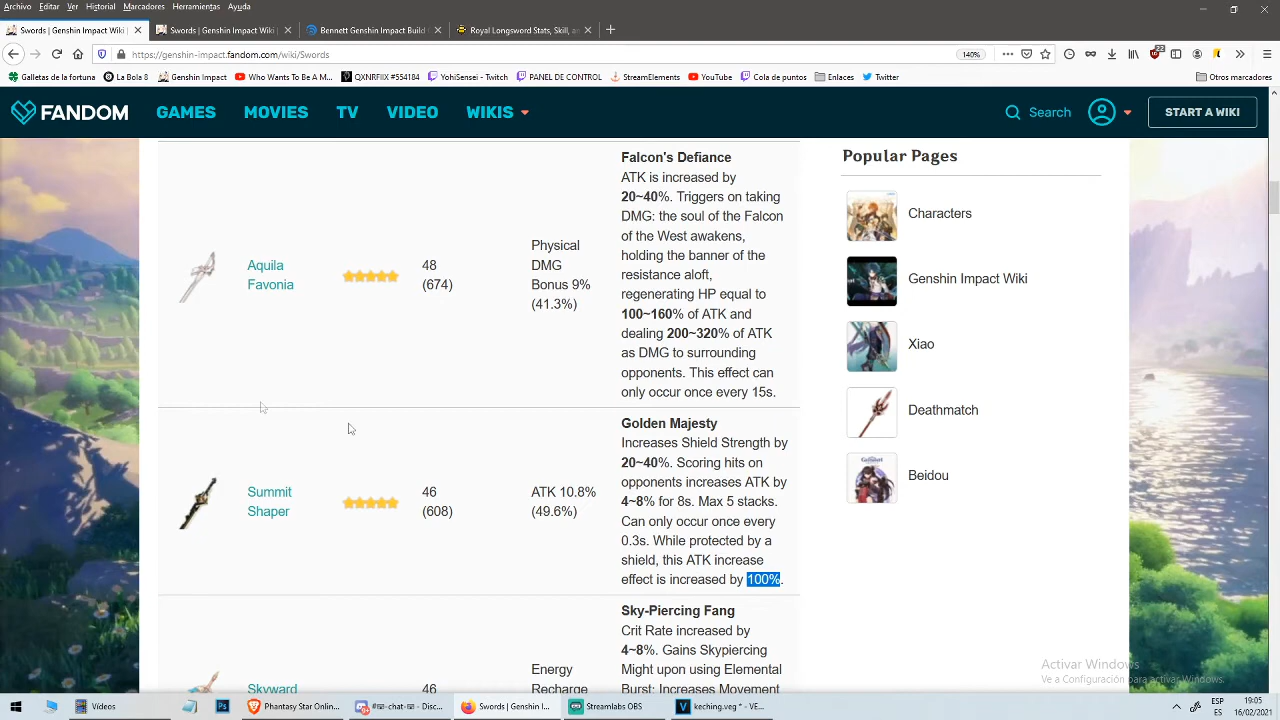 Archivo Editar Ver Historial Marcadores Herramientas Ayuda
Swords | Genshin Impact Wiki |
Swords | Genshin Impact Wiki |
Bennett Genshin Impact Build
Royal Longsword Stats, Skill, an
https://genshin-impact.fandom.com/wiki/Swords
140%
Galletas de la fortuna
La Bola 8
Genshin Impact
Who Wants To Be A M...
QXNRFIIX #554184
YohiSensei - Twitch
PANEL DE CONTROL
StreamElements
YouTube
Cola de puntos
Enlaces
Twitter
Otros marcadores
FANDOM
GAMES
MOVIES
TV
VIDEO
WIKIS
Search
START A WIKI
Aquila
Favonia
48
(674)
Physical
DMG
Bonus 9%
(41.3%)
Falcon's Defiance
ATK is increased by
20~40%. Triggers on taking
DMG: the soul of the Falcon
of the West awakens,
holding the banner of the
resistance aloft,
regenerating HP equal to
100~160% of ATK and
dealing 200~320% of ATK
as DMG to surrounding
opponents. This effect can
only occur once every 15s.
Summit
Shaper
46
(608)
ATK 10.8%
(49.6%)
Golden Majesty
Increases Shield Strength by
20~40%. Scoring hits on
opponents increases ATK by
4~8% for 8s. Max 5 stacks.
Can only occur once every
0.3s. While protected by a
shield, this ATK increase
effect is increased by 100%.
Skyward
46
Energy
Recharge
Sky-Piercing Fang
Crit Rate increased by
4~8%. Gains Skypiercing
Might upon using Elemental
Burst: Increases Movement
Popular Pages
Characters
Genshin Impact Wiki
Xiao
Deathmatch
Beidou
Activar Windows
Ve a Configuración para activar Windows.
Vídeos
Phantasy Star Onlin...
Swords | Genshin I...
Streamlabs OBS
keching.veg * - VE...
ESP
ES
19:05
16/02/2021